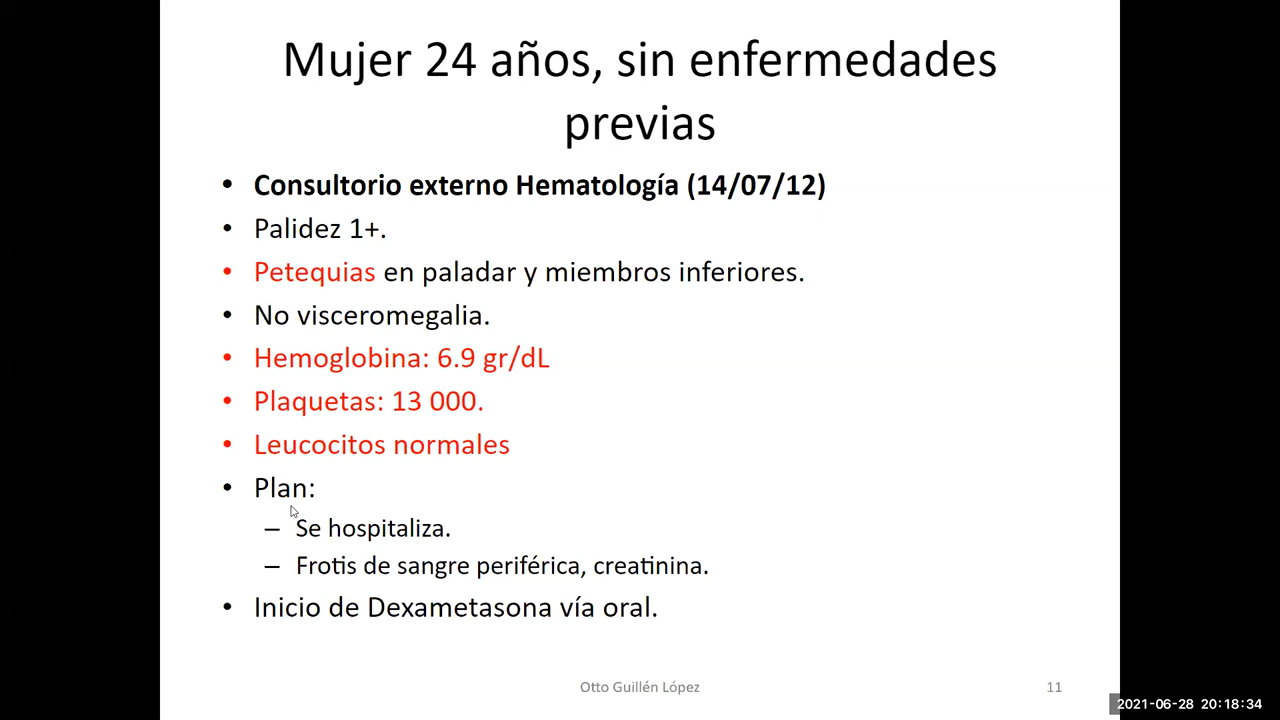 Mujer 24 años, sin enfermedades
previas
• Consultorio externo Hematología (14/07/12)
• Palidez 1+.
• Petequias en paladar y miembros inferiores.
• No visceromegalia.
• Hemoglobina: 6.9 gr/dL
• Plaquetas: 13 000.
• Leucocitos normales
• Plan:
– Se hospitaliza.
– Frotis de sangre periférica, creatinina.
• Inicio de Dexametasona vía oral.
Otto Guillén López
11
2021-06-28 20:18:34